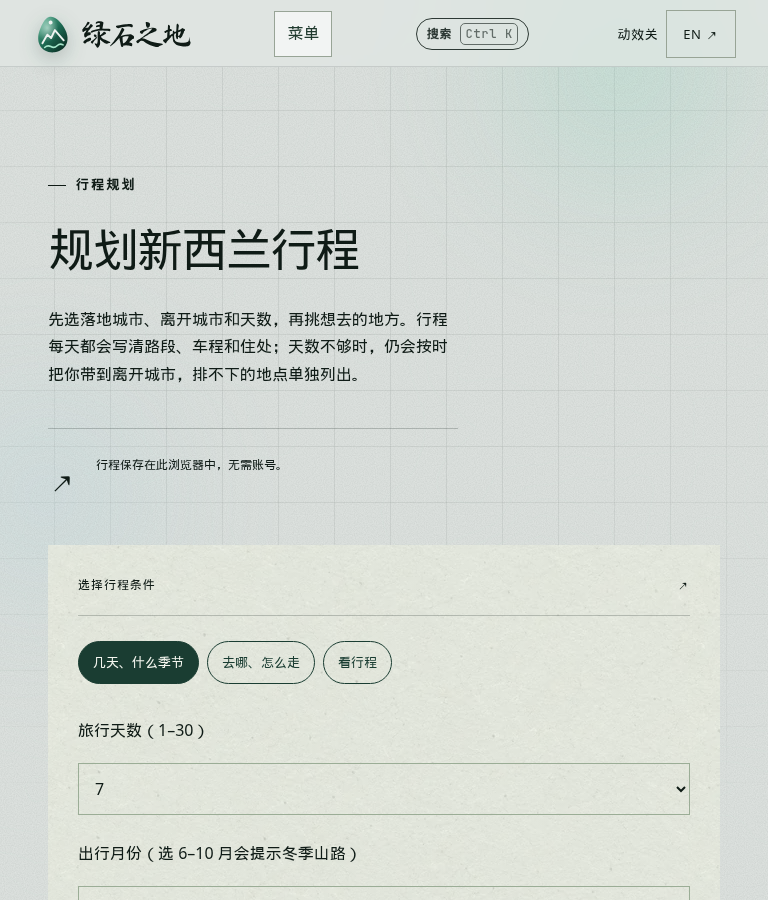 绿石之地
菜单
搜索 Ctrl K
动效关
EN ↗
— 行程规划
规划新西兰行程
先选落地城市、离开城市和天数，再挑想去的地方。行程
每天都会写清路段、车程和住处；天数不够时，仍会按时
把你带到离开城市，排不下的地点单独列出。
行程保存在此浏览器中，无需账号。
↗
选择行程条件 ↗
几天、什么季节
去哪、怎么走
看行程
旅行天数（1–30）
7
出行月份（选 6–10 月会提示冬季山路）